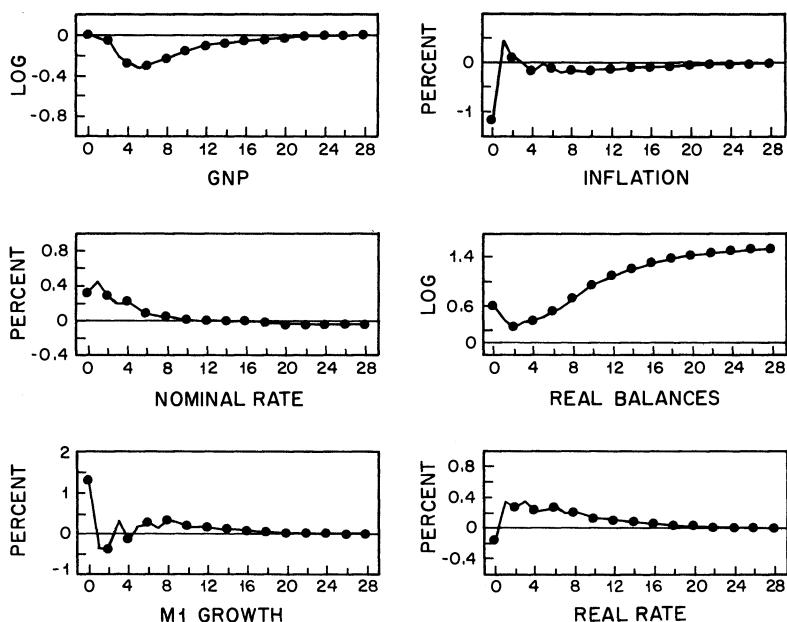 LOG
0
-0.4
-0.8
0 4 8 12 16 20 24 28
GNP
PERCENT
0
-1
0 4 8 12 16 20 24 28
INFLATION
PERCENT
0.8
0.4
0
-0.4
0 4 8 12 16 20 24 28
NOMINAL RATE
LOG
1.4
0.6
0
0 4 8 12 16 20 24 28
REAL BALANCES
PERCENT
2
1
0
-1
0 4 8 12 16 20 24 28
M1 GROWTH
PERCENT
0.8
0.4
0
-0.4
0 4 8 12 16 20 24 28
REAL RATE